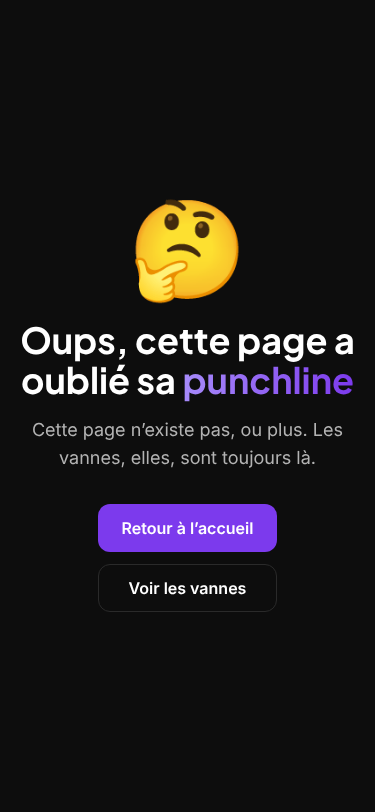 Oups, cette page a
oublié sa punchline
Cette page n’existe pas, ou plus. Les
vannes, elles, sont toujours là.
Retour à l’accueil
Voir les vannes